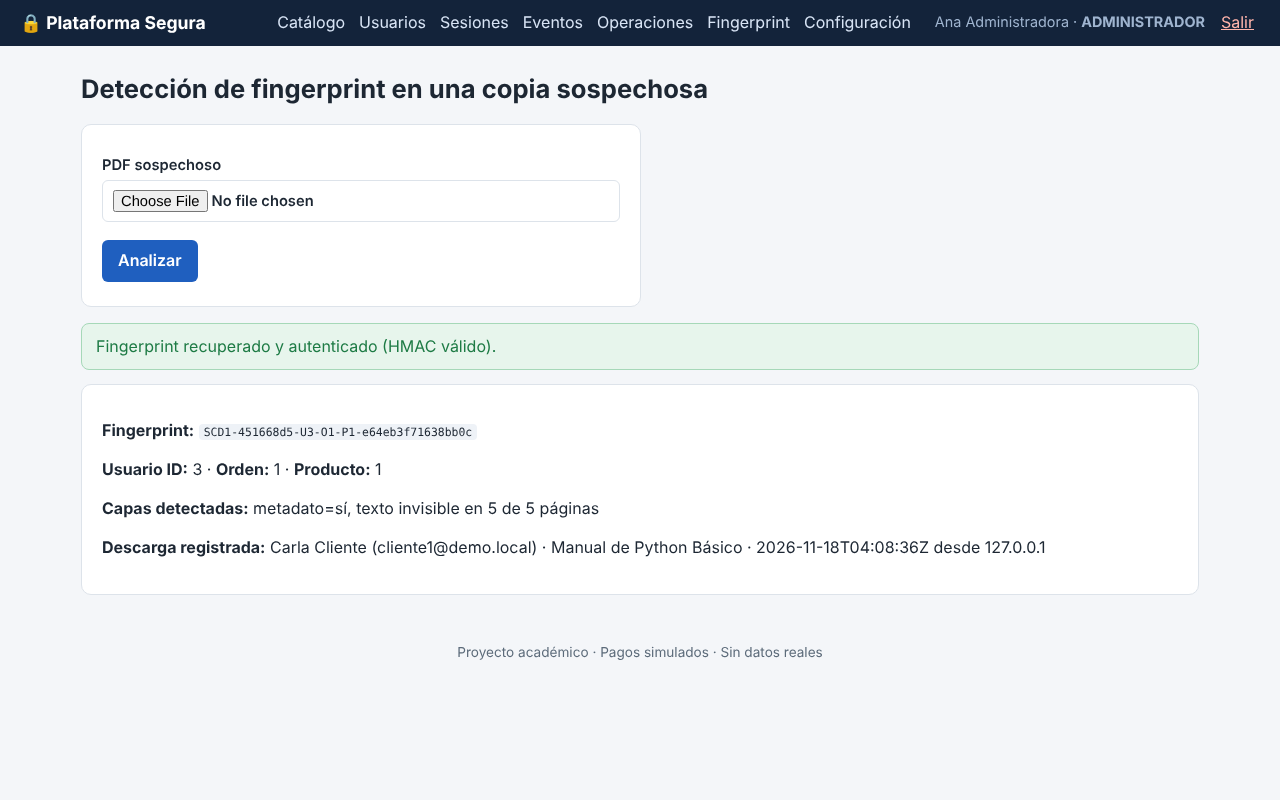 🔒 Plataforma Segura Catálogo Usuarios Sesiones Eventos Operaciones Fingerprint Configuración Ana Administradora · ADMINISTRADOR Salir
Detección de fingerprint en una copia sospechosa
PDF sospechoso
Choose File No file chosen
Analizar
Fingerprint recuperado y autenticado (HMAC válido).
Fingerprint: SCD1-451668d5-U3-O1-P1-e64eb3f71638bb0c
Usuario ID: 3 · Orden: 1 · Producto: 1
Capas detectadas: metadato=sí, texto invisible en 5 de 5 páginas
Descarga registrada: Carla Cliente (cliente1@demo.local) · Manual de Python Básico · 2026-11-18T04:08:36Z desde 127.0.0.1
Proyecto académico · Pagos simulados · Sin datos reales